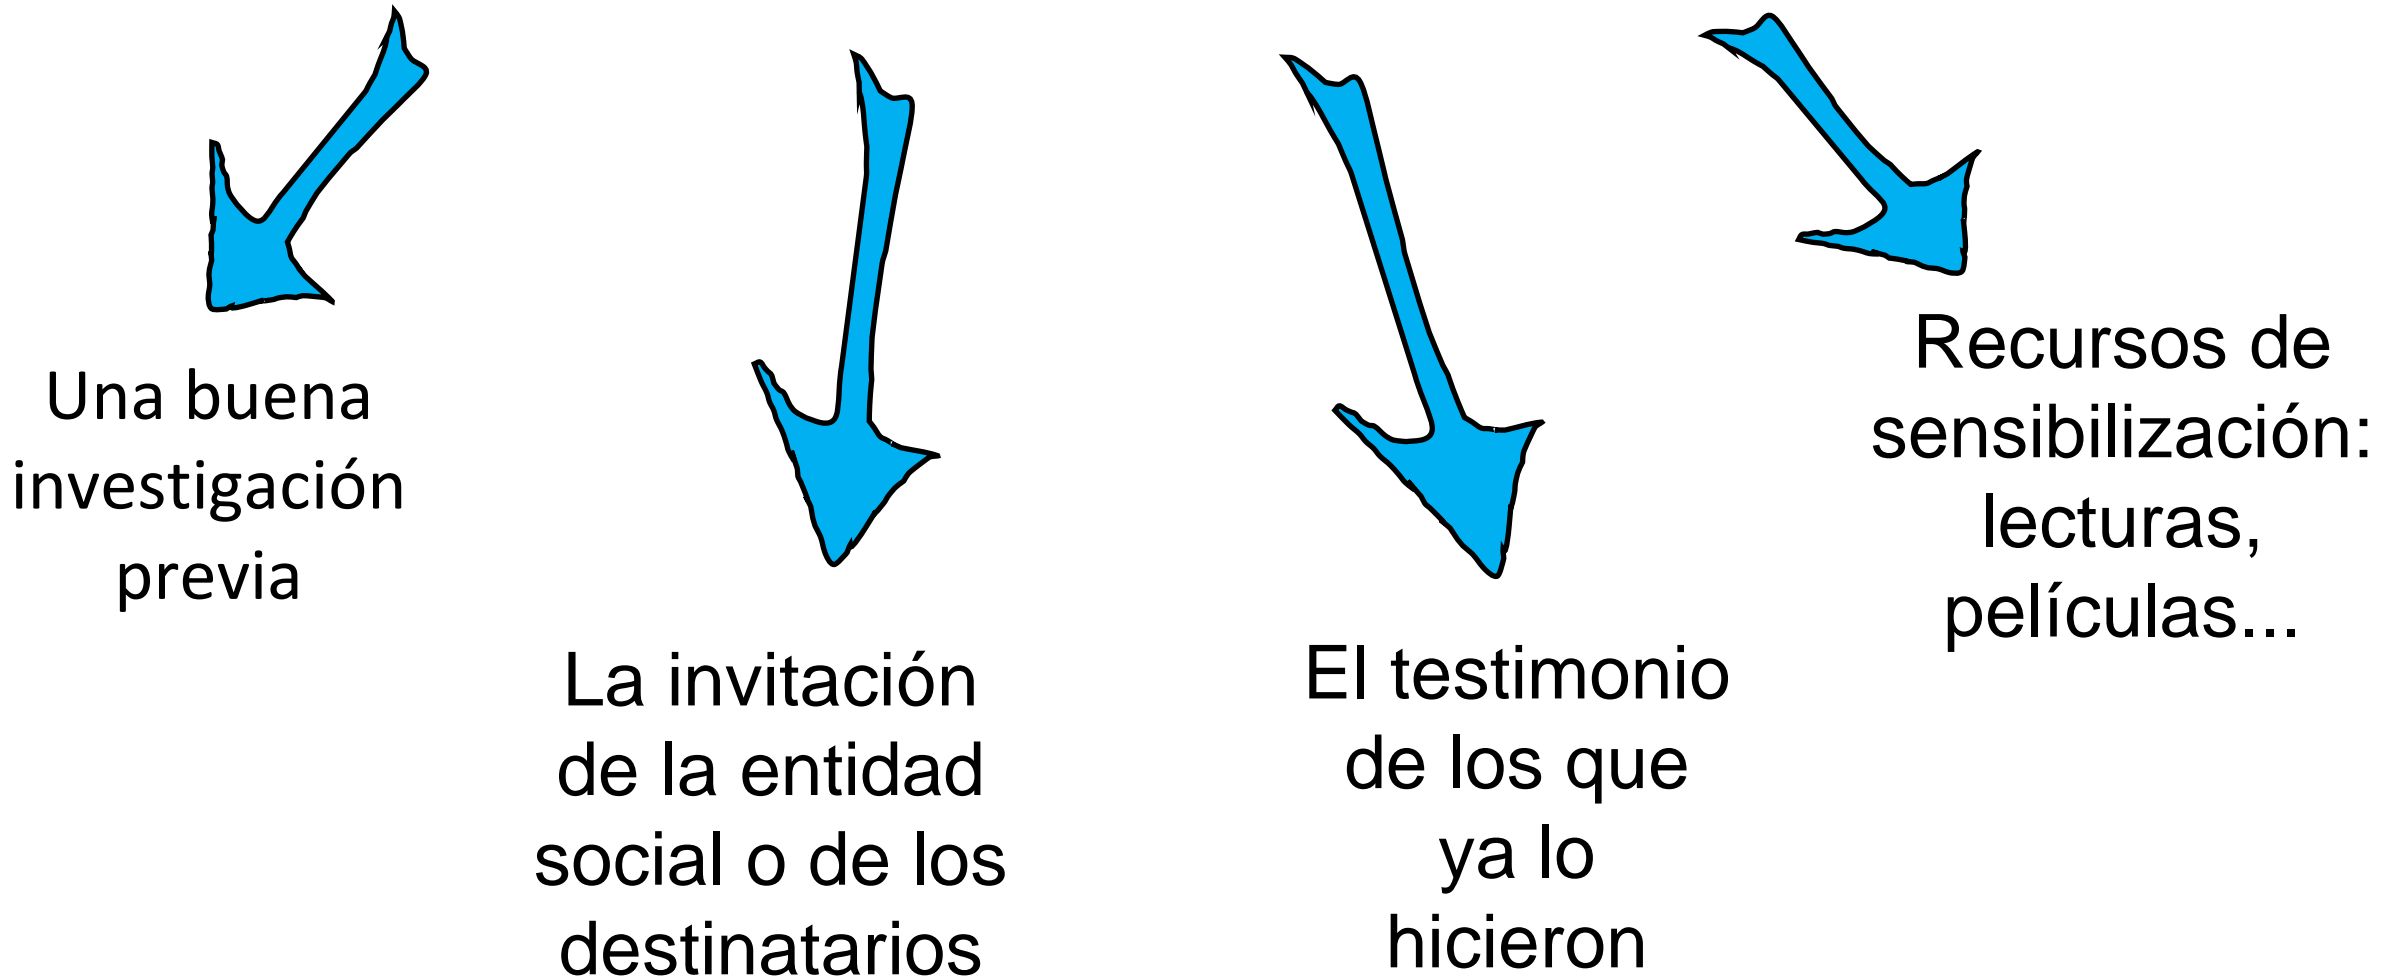 Una buena
investigación
previa
La invitación
de la entidad
social o de los
destinatarios
El testimonio
de los que
ya lo
hicieron
Recursos de
sensibilización:
lecturas,
películas...